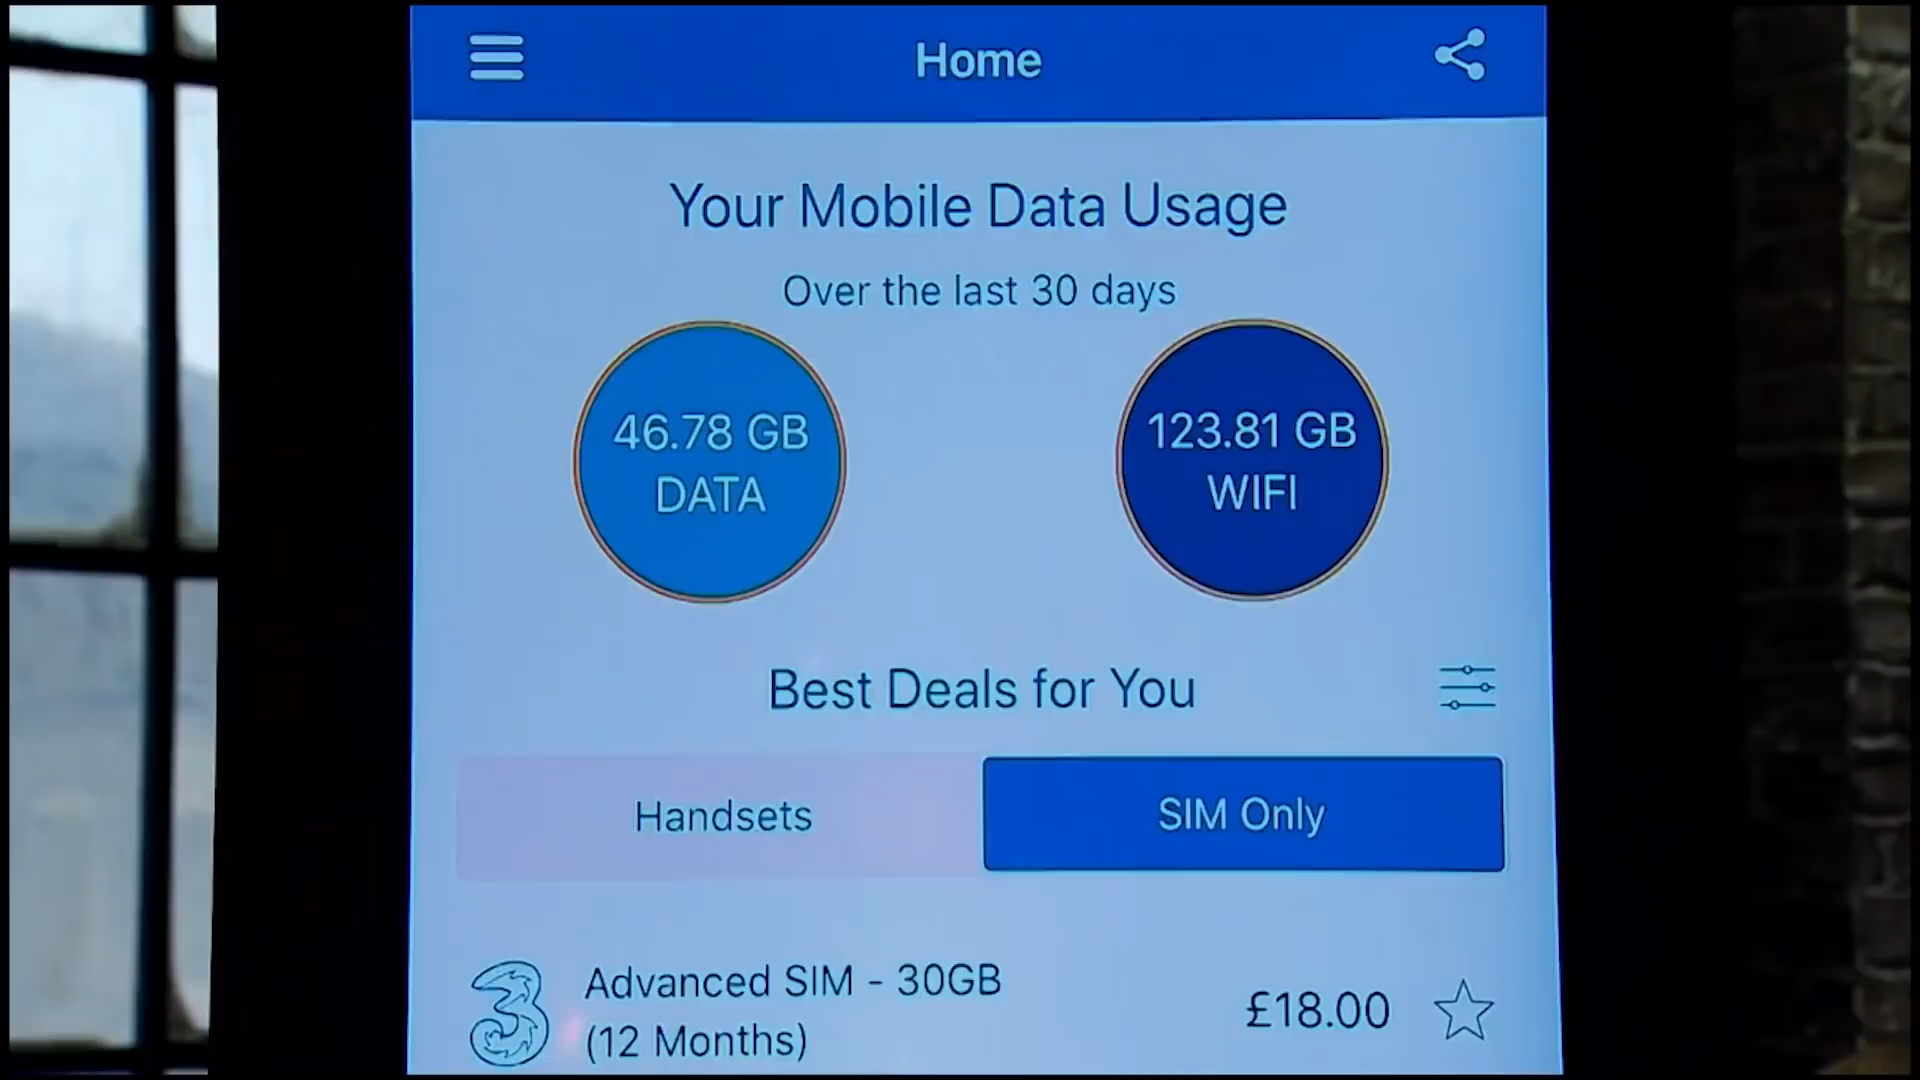 Home
Your Mobile Data Usage
Over the last 30 days
46.78 GB
DATA
123.81 GB
WIFI
Best Deals for You
Handsets
SIM Only
3
Advanced SIM - 30GB
(12 Months)
£18.00